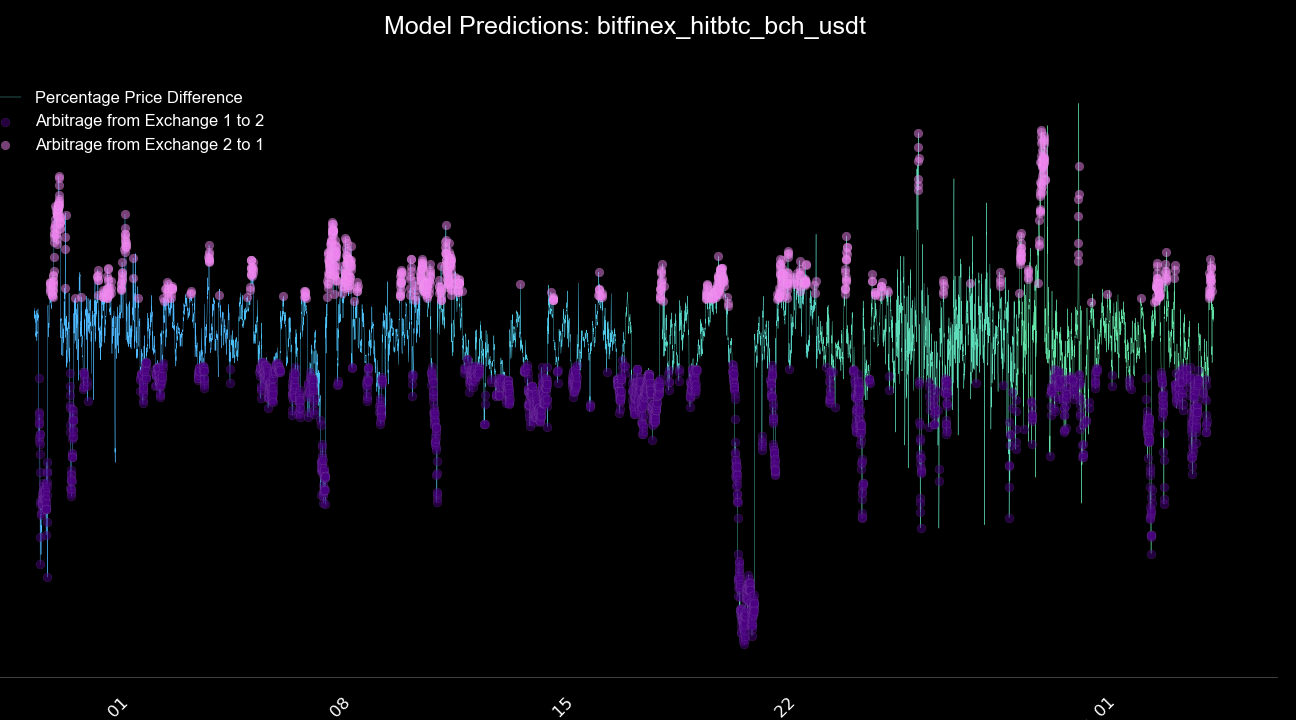 Model Predictions: bitfinex_hitbtc_bch_usdt
Percentage Price Difference
Arbitrage from Exchange 1 to 2
Arbitrage from Exchange 2 to 1
01
08
15
22
01